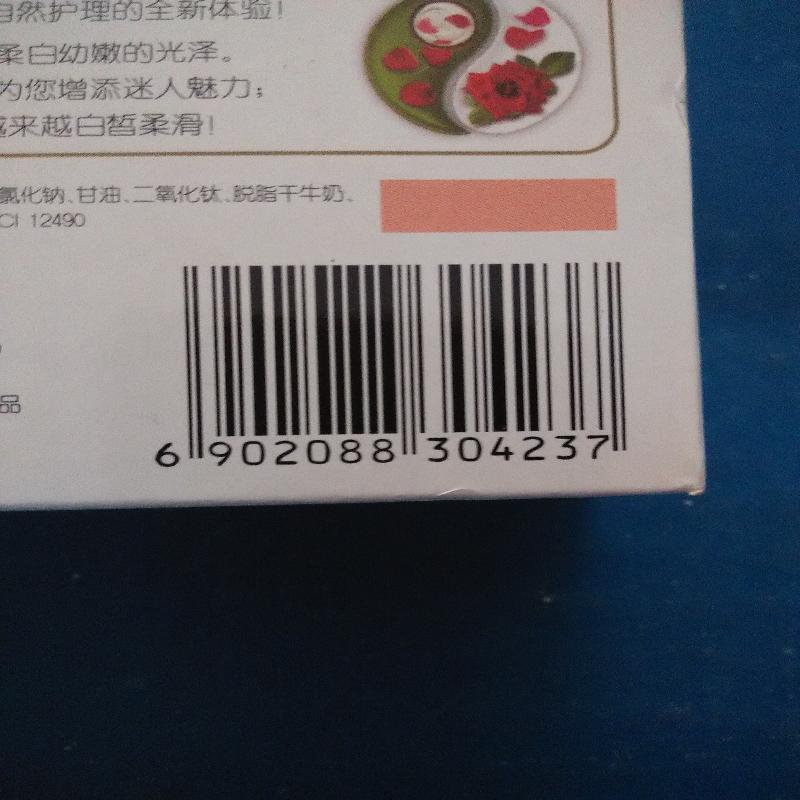 自然护理的全新体验！
柔白幼嫩的光泽。
为您增添迷人魅力；
越来越白皙柔滑！
氯化钠、甘油、二氧化钛、脱脂干牛奶、
CI 12490
品
6 902088 304237